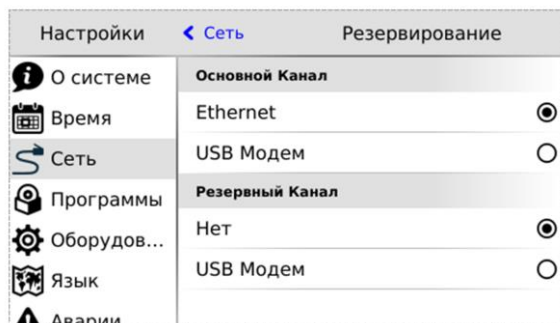 Настройки
Сеть
Резервирование
О системе
Время
Сеть
Программы
Оборудов...
Язык
Аварии
Основной Канал
Ethernet
USB Модем
Резервный Канал
Нет
USB Модем